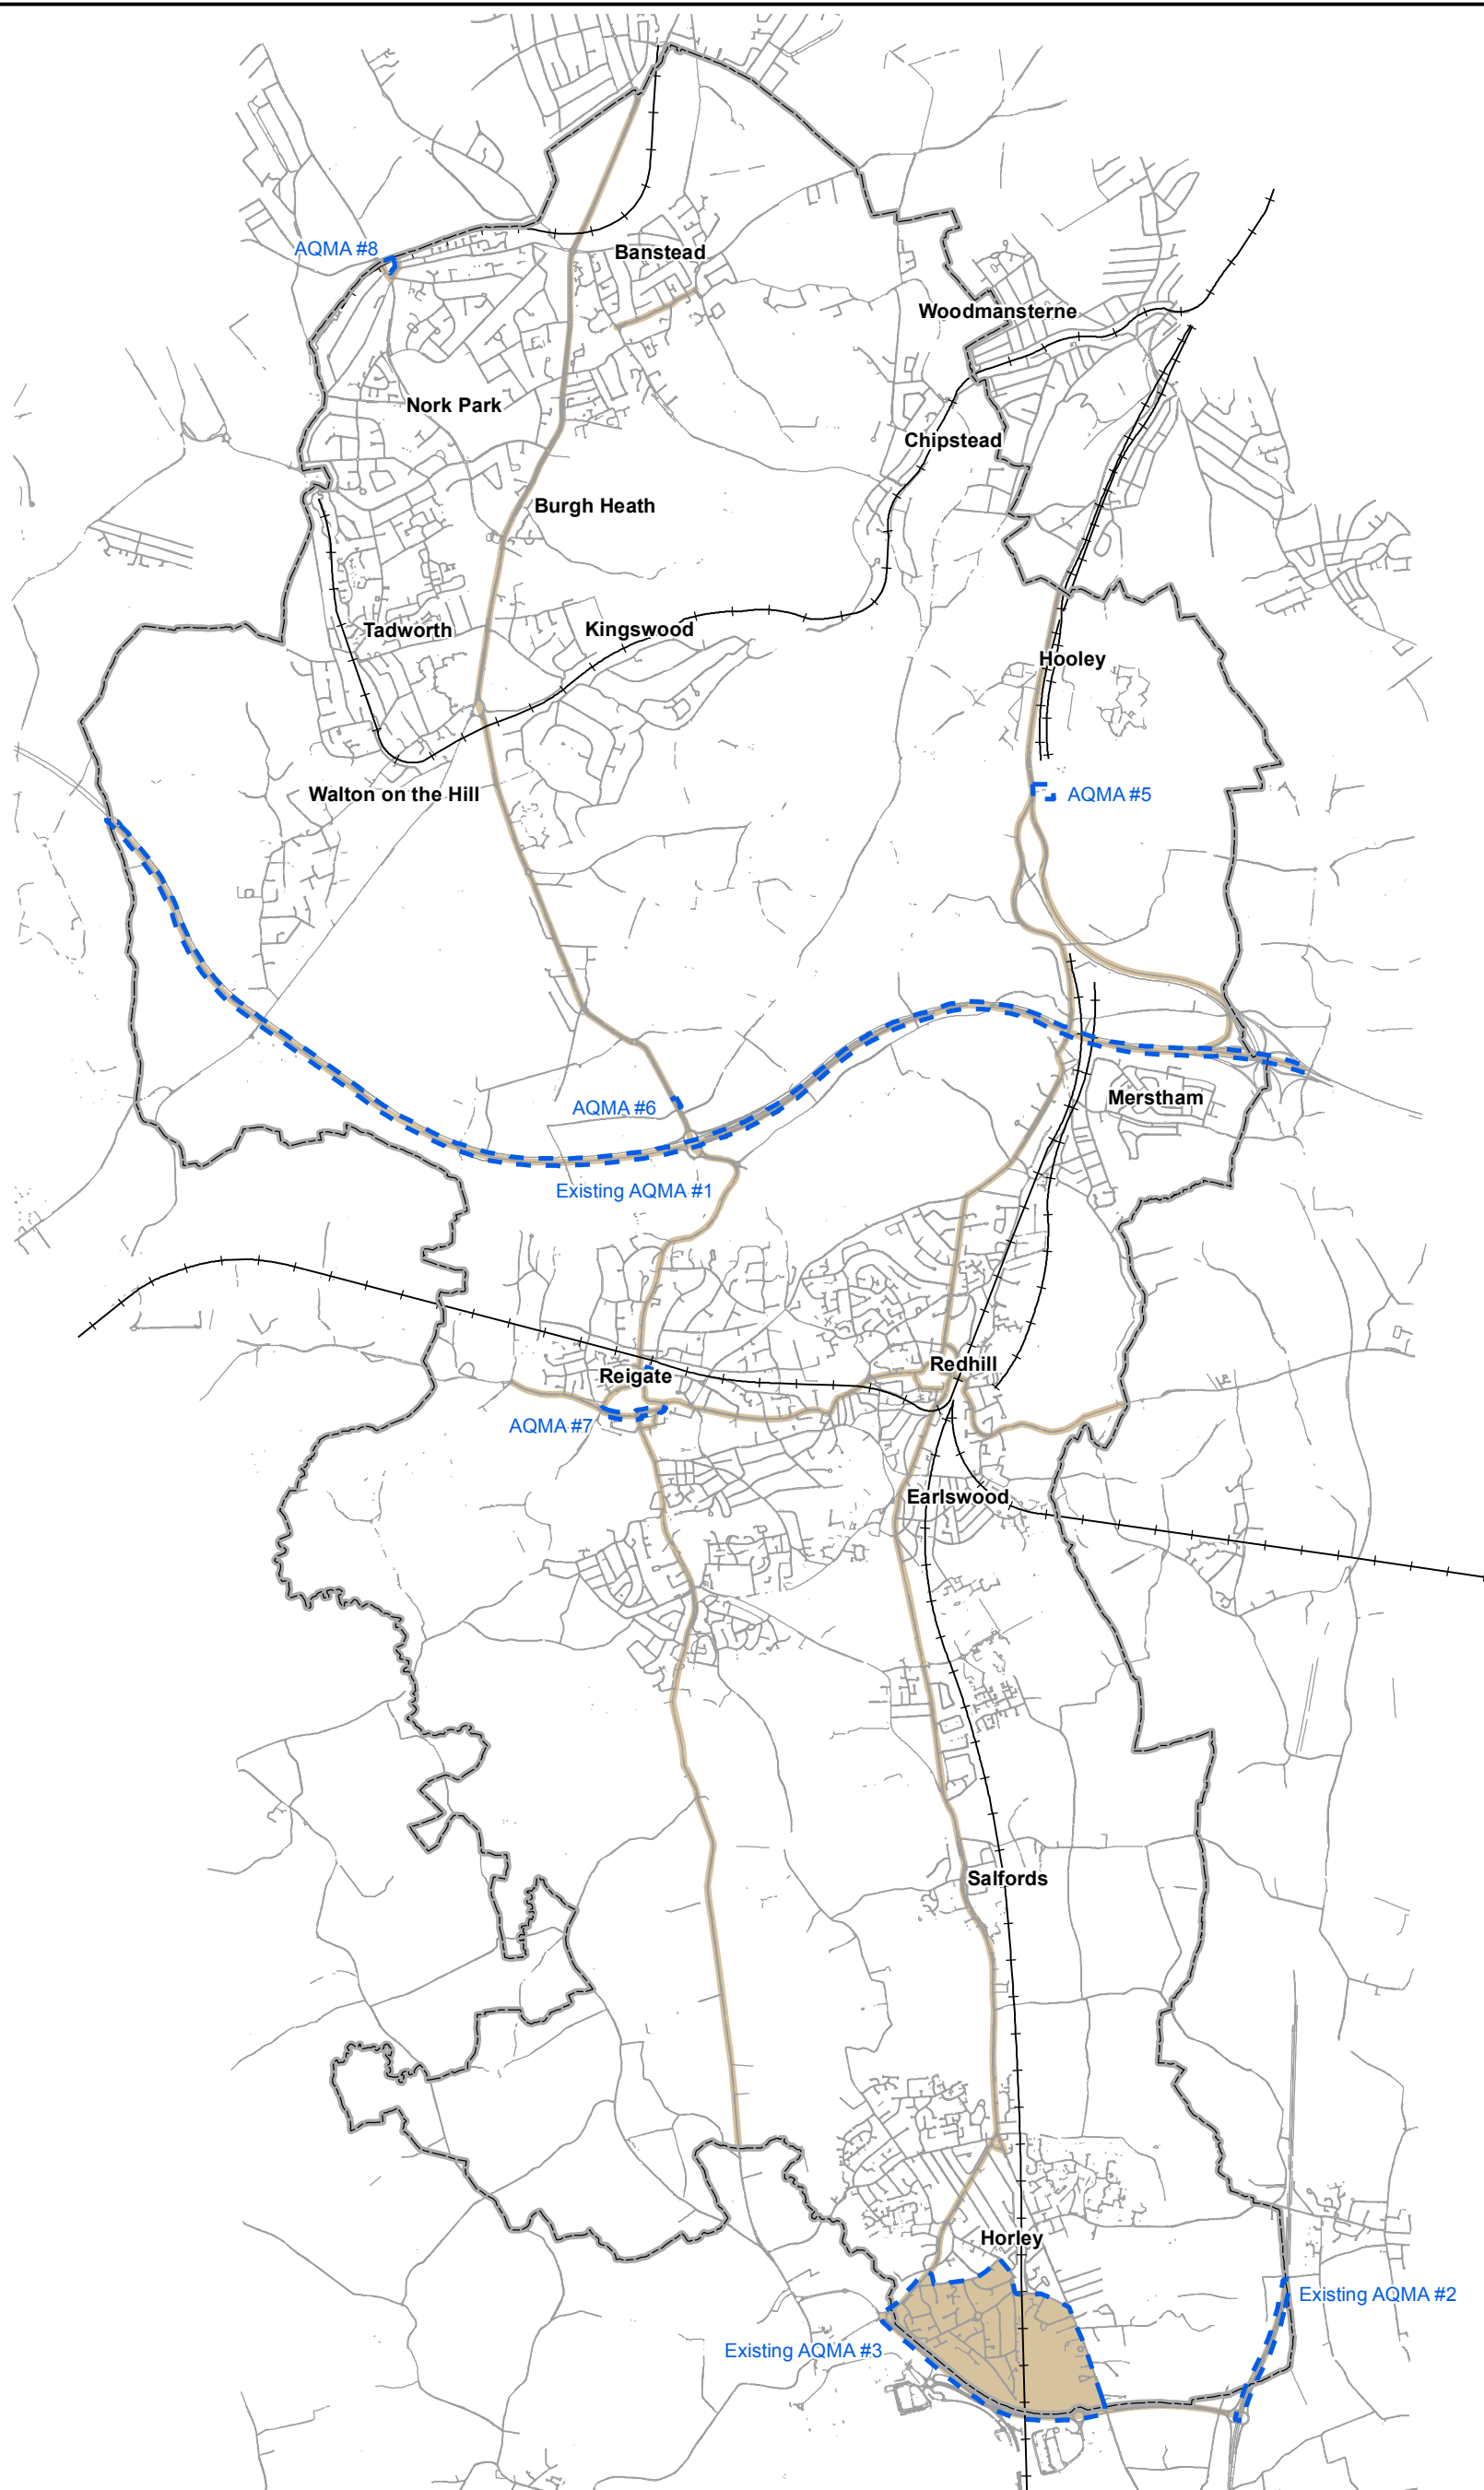 AQMA #8
Banstead
Woodmansterne
Nork Park
Chipstead
Burgh Heath
Tadworth
Kingswood
Hooley
Walton on the Hill
AQMA #5
Merstham
AQMA #6
Existing AQMA #1
Redhill
Reigate
AQMA #7
Earlswood
Salfords
Horley
Existing AQMA #2
Existing AQMA #3